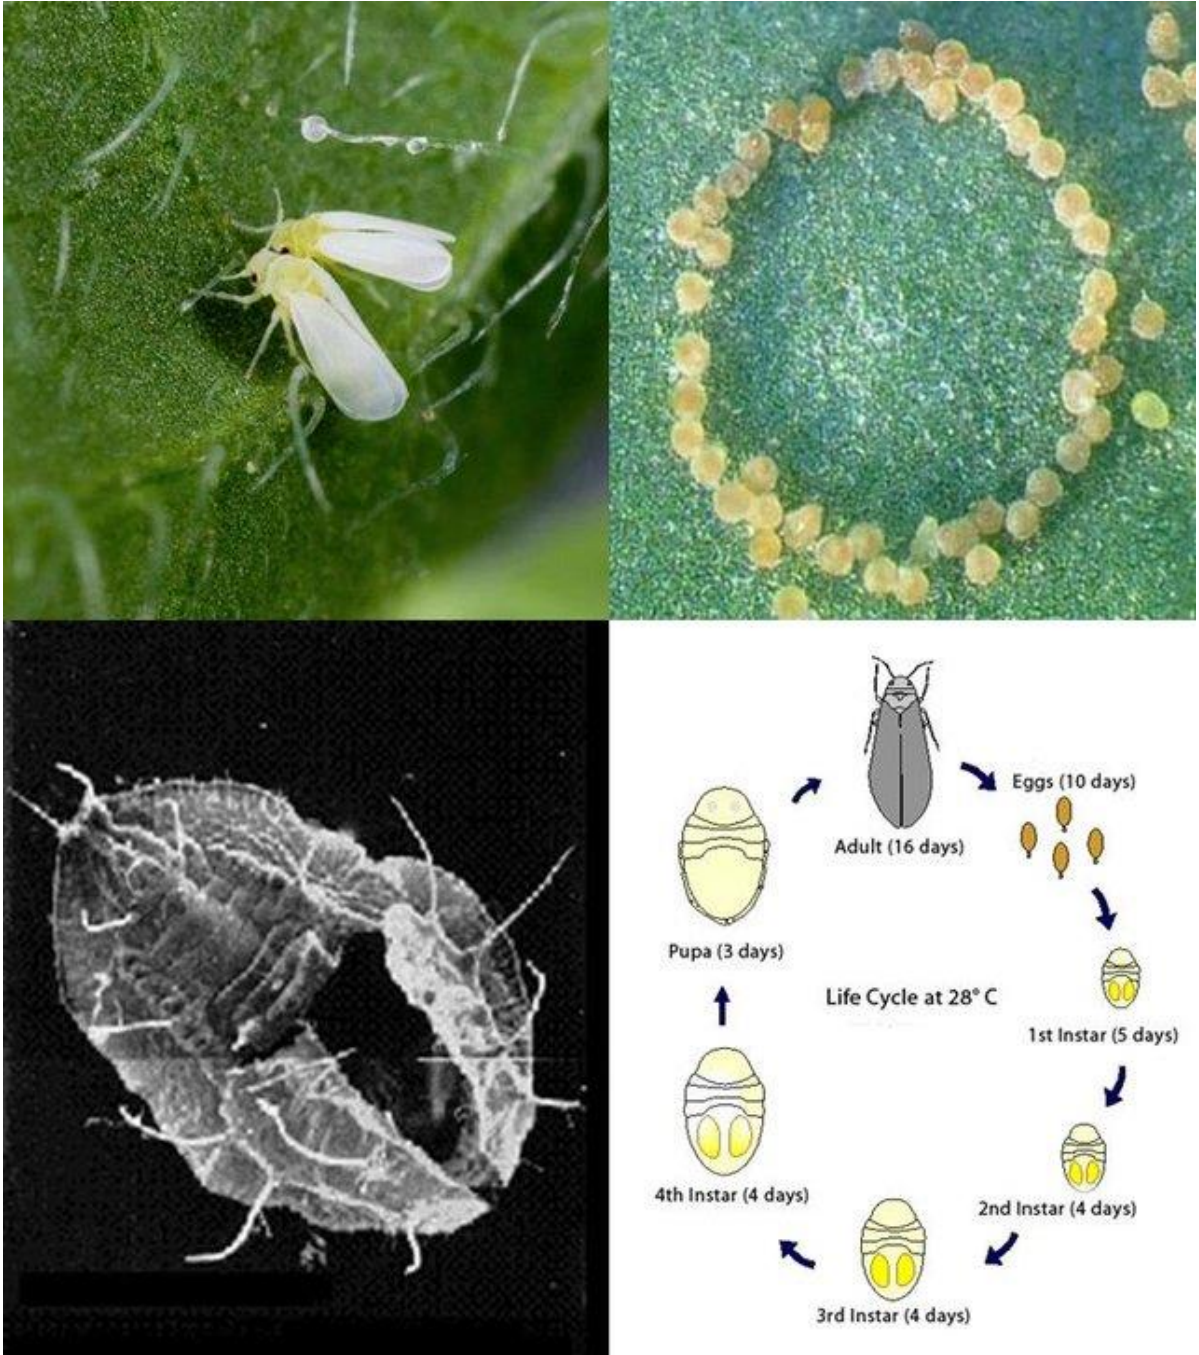 Adult (16 days)
Eggs (10 days)
1st Instar (5 days)
2nd Instar (4 days)
3rd Instar (4 days)
4th Instar (4 days)
Pupa (3 days)
Life Cycle at 28° C